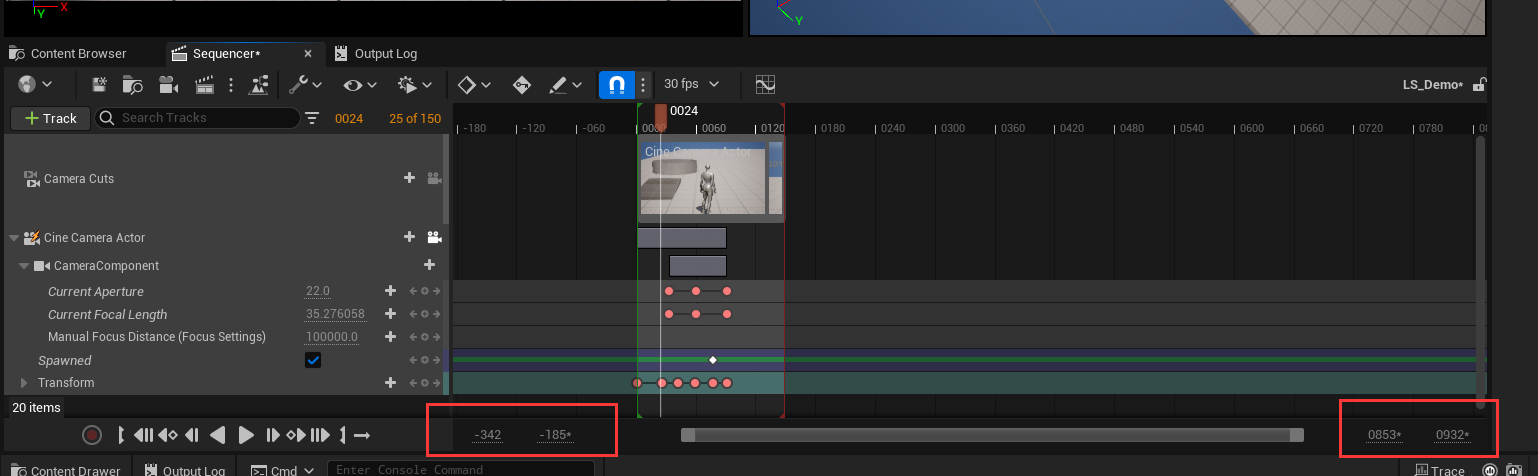 Y X
Y
Content Browser Sequencer* × Output Log
30 fps LS_Demo*
+ Track Search Tracks 0024 25 of 150 0024
-180 -120 -060 0000 0060 0120 0180 0240 0300 0360 0420 0480 0540 0600 0660 0720 0780
Cine Camera Actor
Camera Cuts
Cine Camera Actor
CameraComponent
Current Aperture 22.0
Current Focal Length 35.276058
Manual Focus Distance (Focus Settings) 100000.0
Spawned
Transform
20 items
-342 -185* 0853* 0932*
Content Drawer Output Log Cmd Enter Console Command Trace